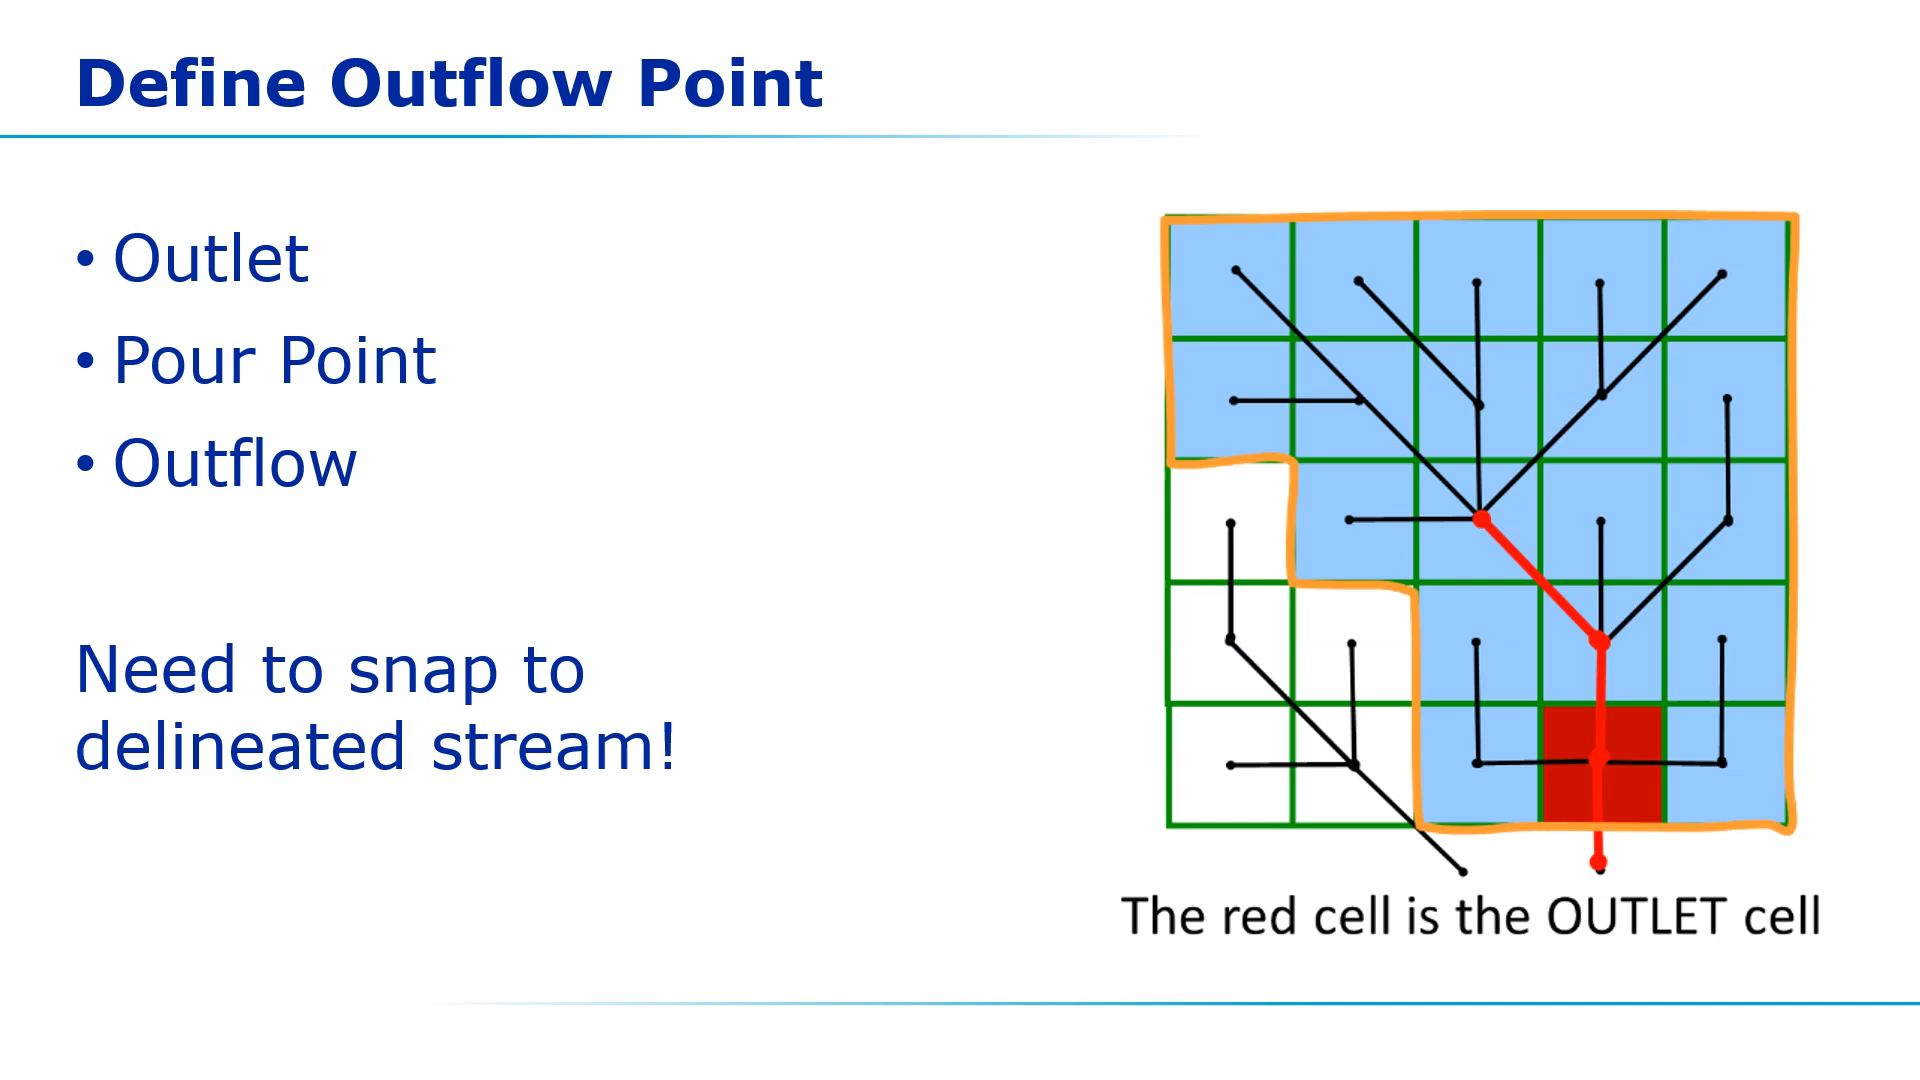 Define Outflow Point
• Outlet
• Pour Point
• Outflow
Need to snap to
delineated stream!
The red cell is the OUTLET cell